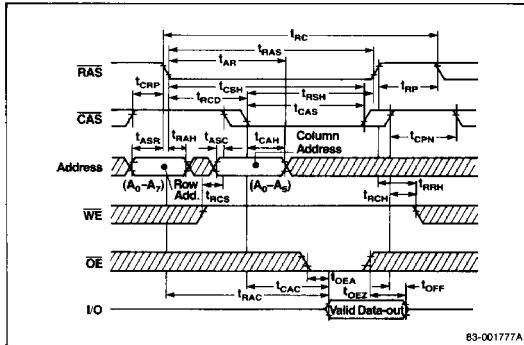 tRC
tRAS
tAR
RAS
tCRP
tCSH
tRCD
tRSH
tRP
CAS
tCAS
tASR
tRAH
tASC
tCAH
Column
Address
tCPN
Address
(A0-A7)
Row
Add.
(A0-A5)
tRCS
tRRH
tRCH
WE
OE
tOEA
tCAC
tOEZ
tOFF
tRAC
I/O
Valid Data-out
83-001777A